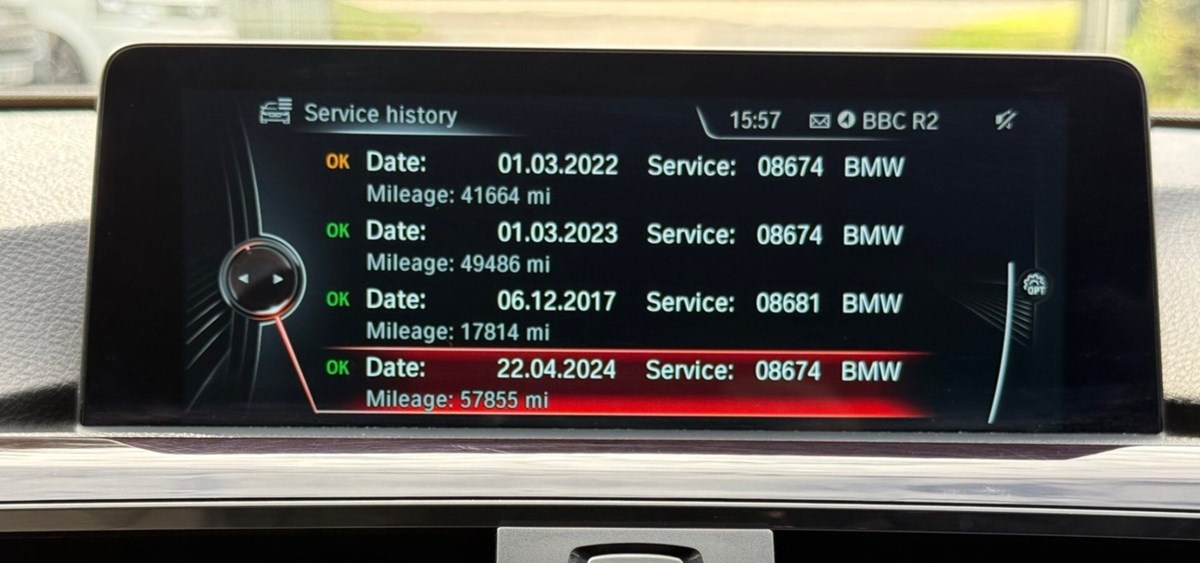 Service history 15:57 BBC R2
OK Date: 01.03.2022 Service: 08674 BMW
Mileage: 41664 mi
OK Date: 01.03.2023 Service: 08674 BMW
Mileage: 49486 mi
OK Date: 06.12.2017 Service: 08681 BMW
Mileage: 17814 mi
OK Date: 22.04.2024 Service: 08674 BMW
Mileage: 57855 mi
OPT